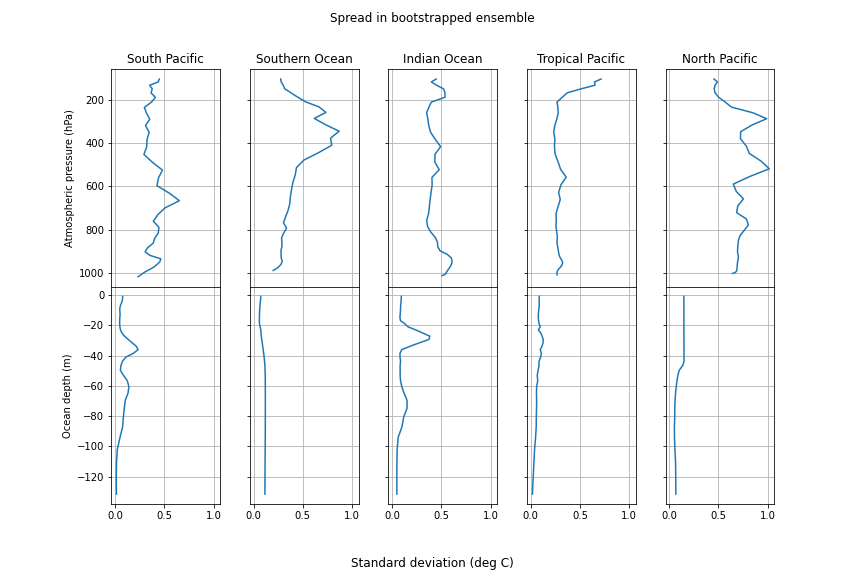 Spread in bootstrapped ensemble
South Pacific
Southern Ocean
Indian Ocean
Tropical Pacific
North Pacific
Atmospheric pressure (hPa)
200
400
600
800
1000
Ocean depth (m)
0
−20
−40
−60
−80
−100
−120
0.0 0.5 1.0
0.0 0.5 1.0
0.0 0.5 1.0
0.0 0.5 1.0
0.0 0.5 1.0
Standard deviation (deg C)